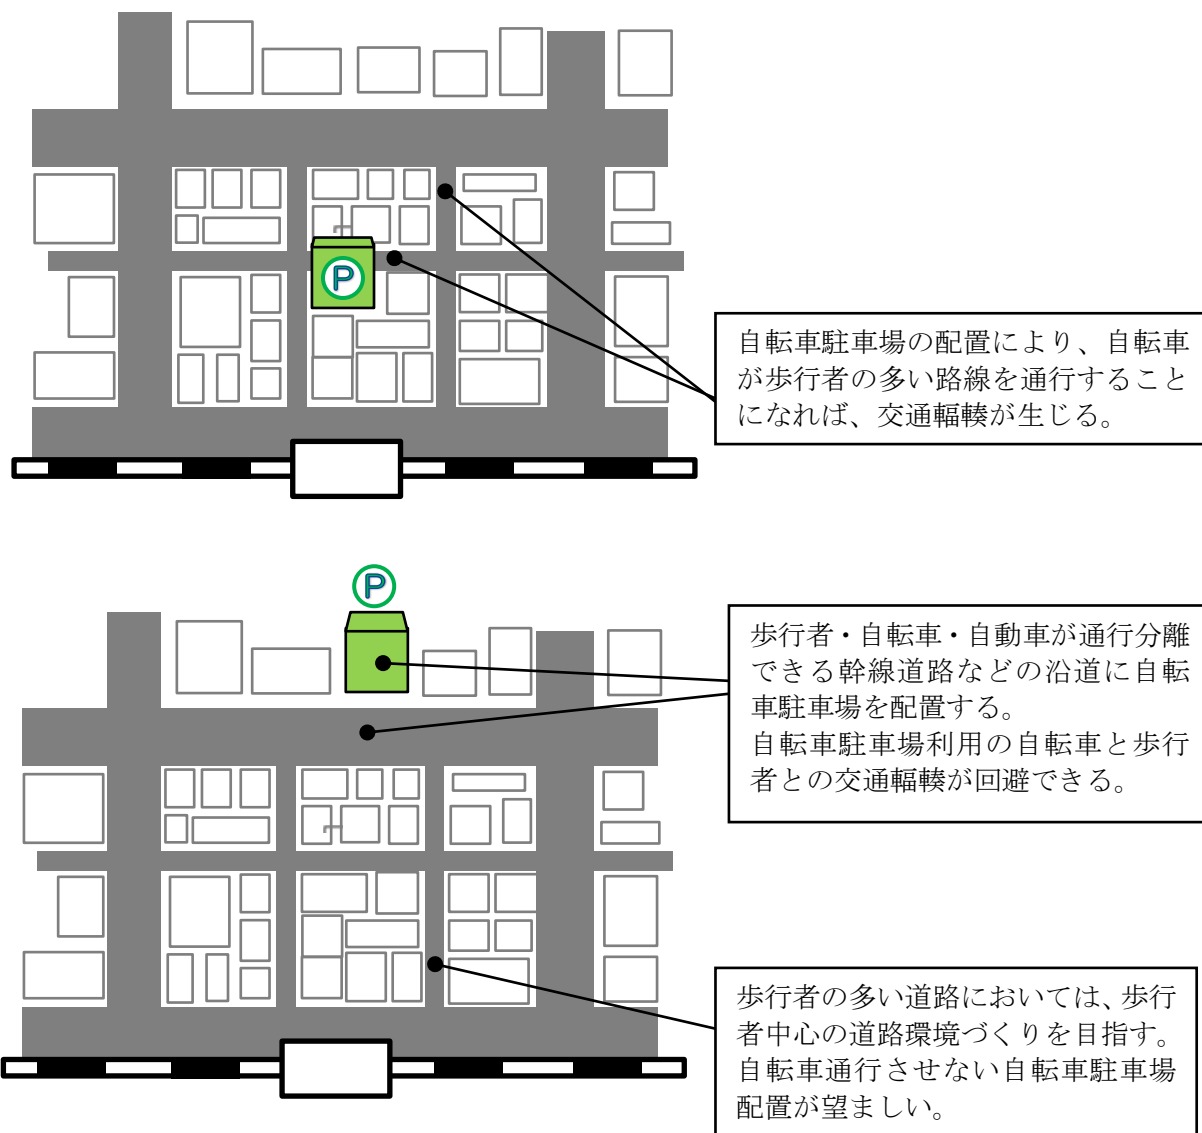 P
自転車駐車場の配置により、自転車
が歩行者の多い路線を通行すること
になれば、交通輻輳が生じる。
P
歩行者・自転車・自動車が通行分離
できる幹線道路などの沿道に自転
車駐車場を配置する。
自転車駐車場利用の自転車と歩行
者との交通輻輳が回避できる。
歩行者の多い道路においては、歩行
者中心の道路環境づくりを目指す。
自転車通行させない自転車駐車場
配置が望ましい。